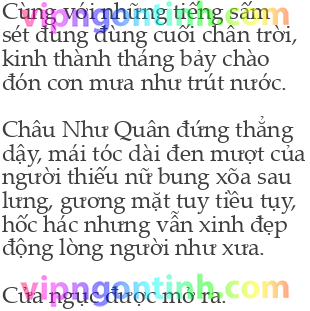 Cùng với những tiếng sấm
vipngontinh.com
sét đùng đùng cuối chân trời,
kinh thành tháng bảy chào
đón cơn mưa như trút nước.
Châu Như Quân đứng thẳng
dậy, mái tóc dài đen mượt của
người thiếu nữ bung xõa sau
lưng, gương mặt tuy tiều tụy,
hốc hác nhưng vẫn xinh đẹp
động lòng người như xưa.
vipngontinh.com
Cửa ngục được mở ra.